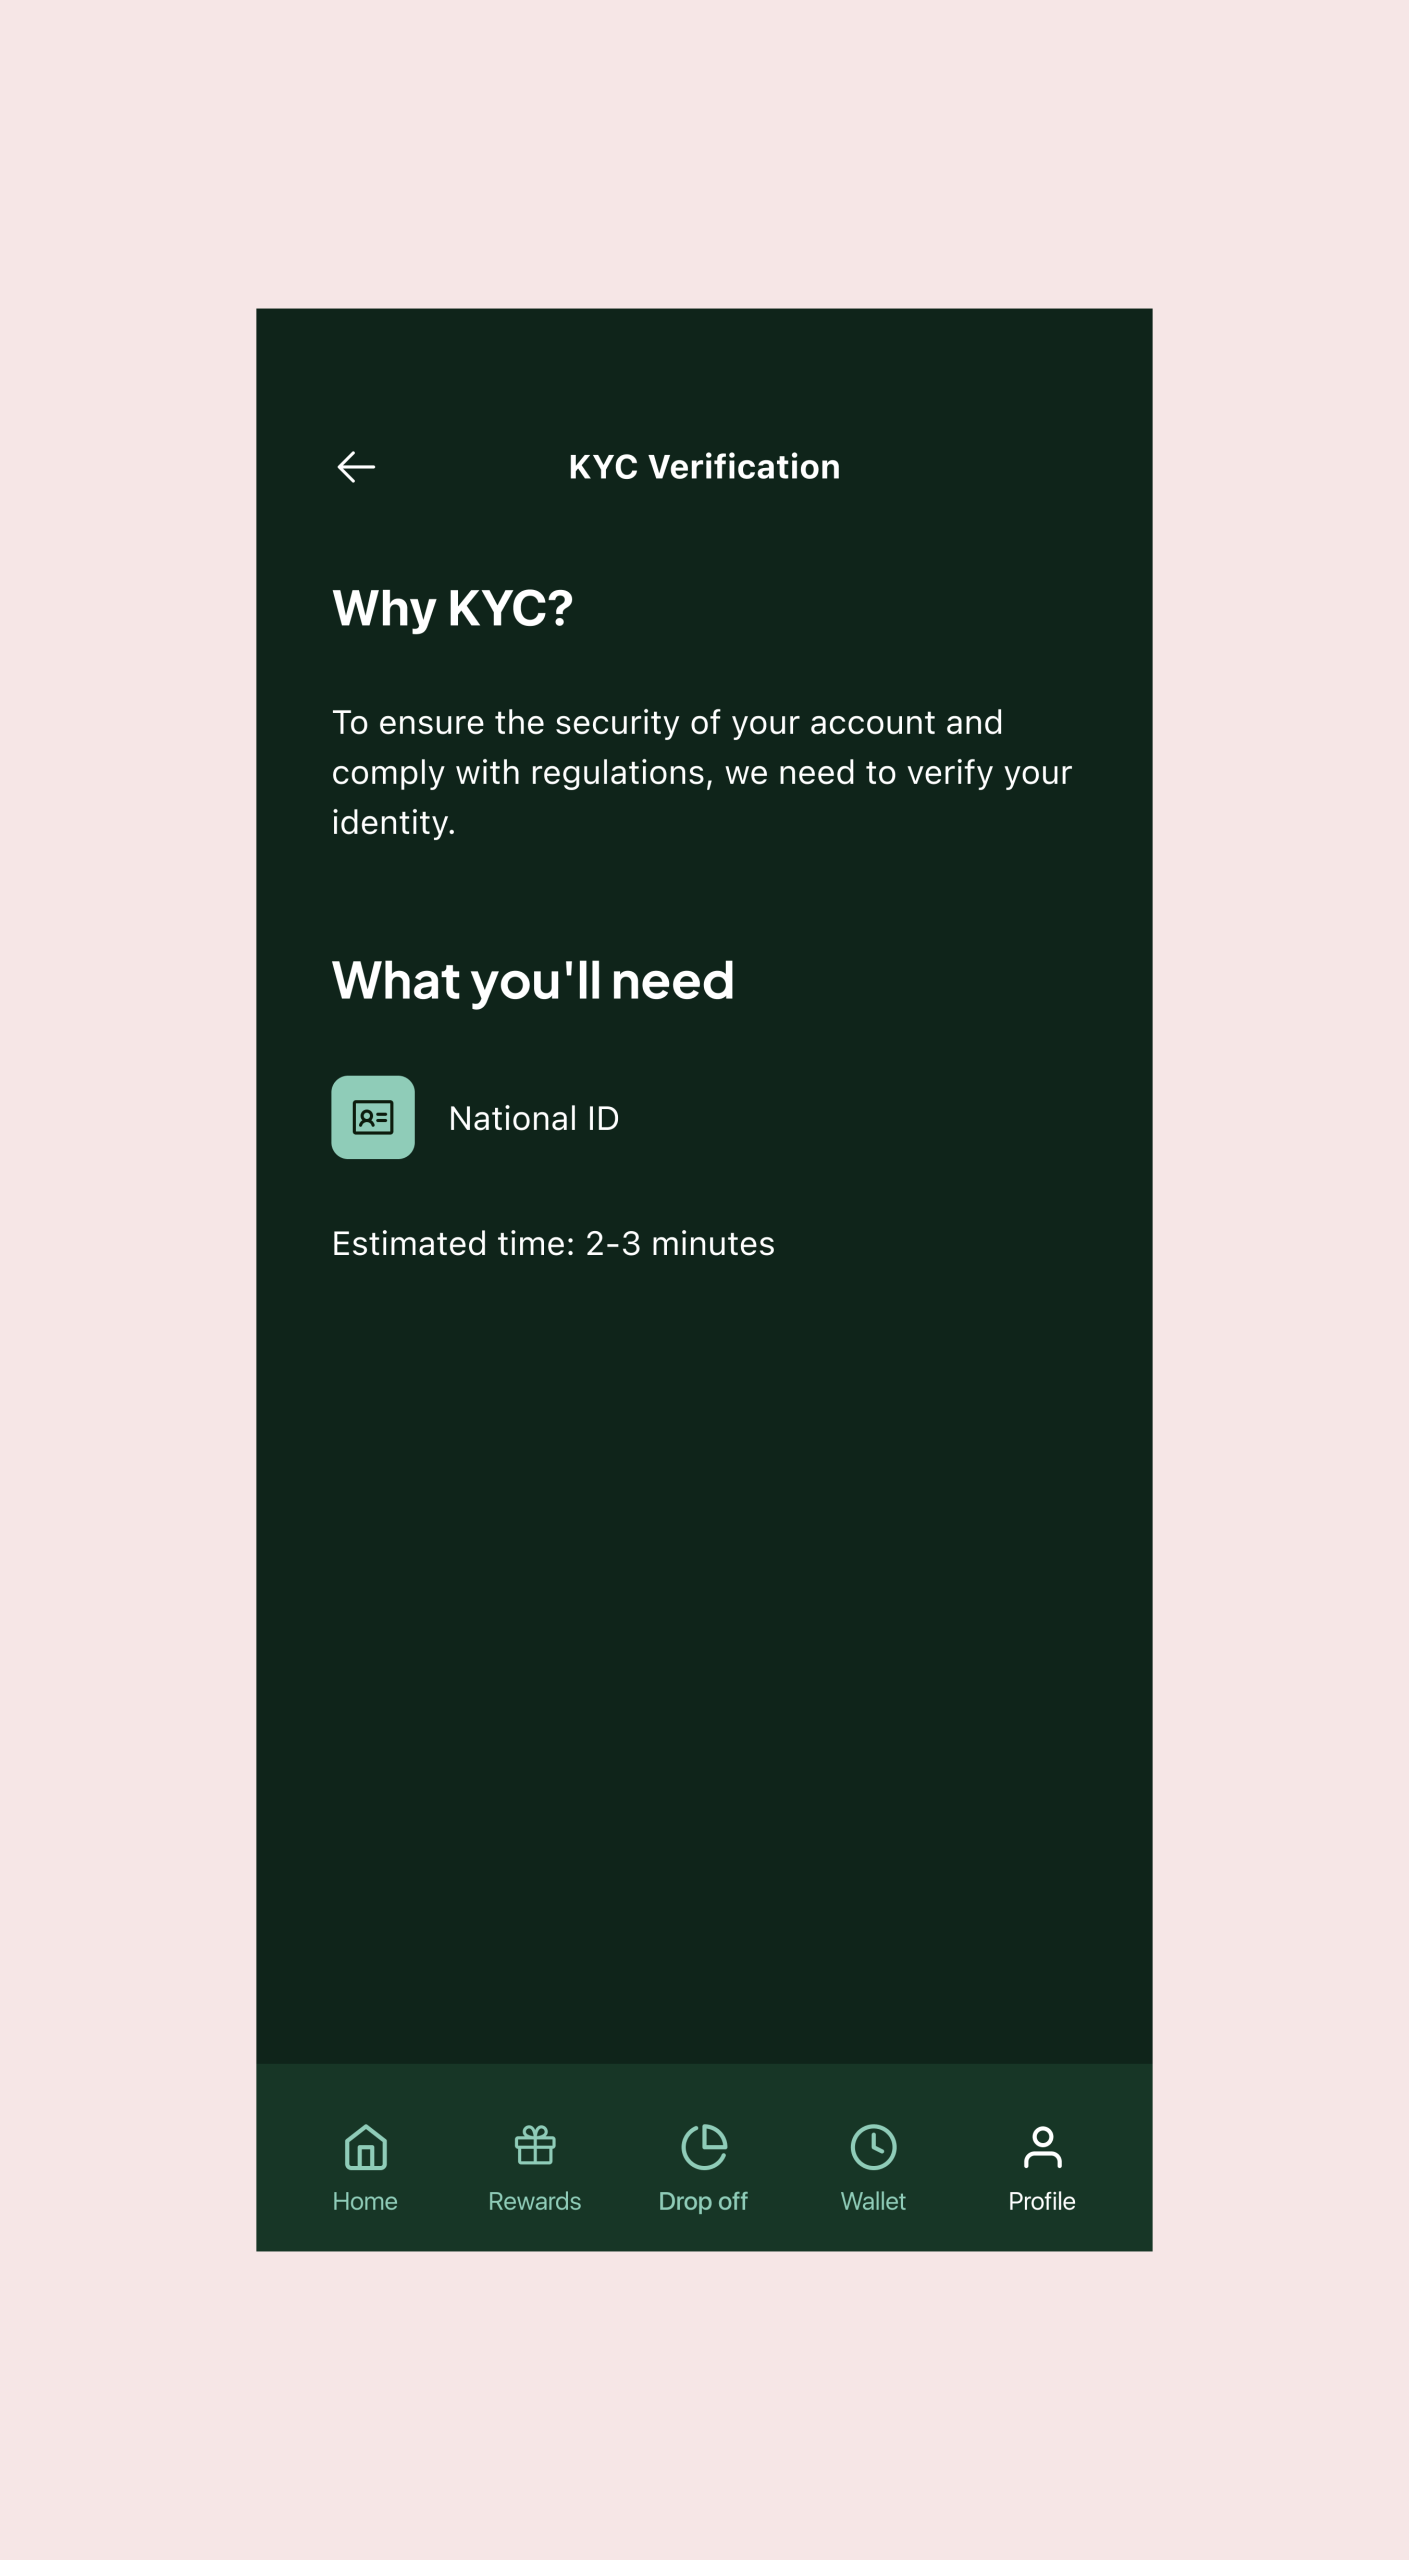 KYC Verification
Why KYC?
To ensure the security of your account and
comply with regulations, we need to verify your
identity.
What you'll need
National ID
Estimated time: 2-3 minutes
Home
Rewards
Drop off
Wallet
Profile